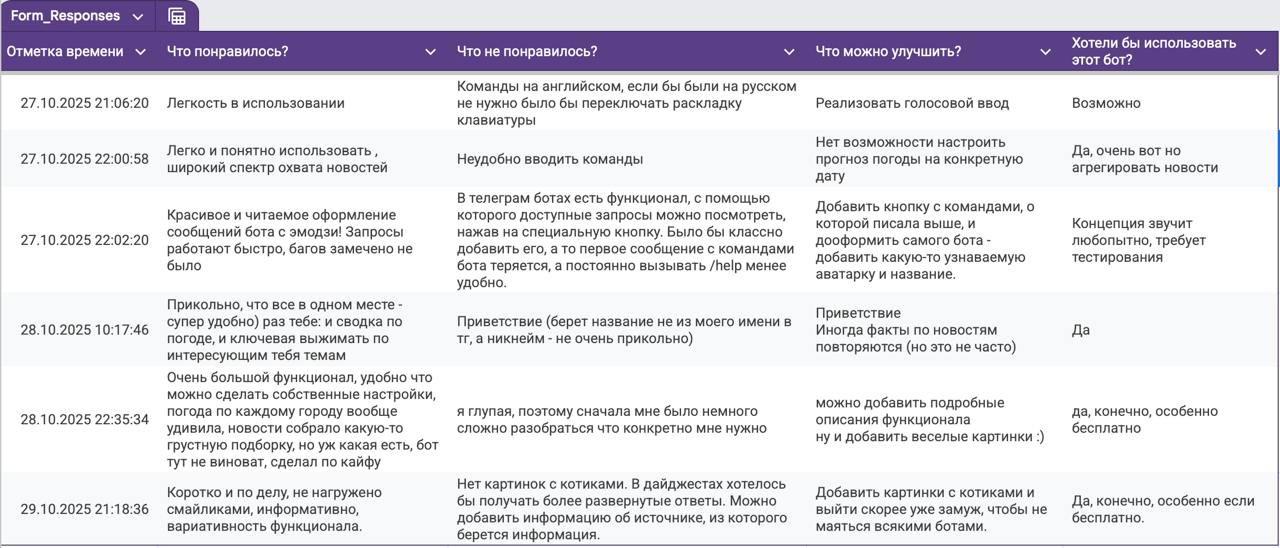 Form_Responses
Отметка времени
Что понравилось?
Что не понравилось?
Что можно улучшить?
Хотели бы использовать
этот бот?
27.10.2025 21:06:20
Легкость в использовании
Команды на английском, если бы были на русском
не нужно было бы переключать раскладку
клавиатуры
Реализовать голосовой ввод
Возможно
27.10.2025 22:00:58
Легко и понятно использовать ,
широкий спектр охвата новостей
Неудобно вводить команды
Нет возможности настроить
прогноз погоды на конкретную
дату
Да, очень вот но
агрегировать новости
27.10.2025 22:02:20
Красивое и читаемое оформление
сообщений бота с эмодзи! Запросы
работают быстро, багов замечено не
было
В телеграм ботах есть функционал, с помощью
которого доступные запросы можно посмотреть,
нажав на специальную кнопку. Было бы классно
добавить его, а то первое сообщение с командами
бота теряется, а постоянно вызывать /help менее
удобно.
Добавить кнопку с командами, о
которой писала выше, и
дооформить самого бота -
добавить какую-то узнаваемую
аватарку и название.
Концепция звучит
любопытно, требует
тестирования
28.10.2025 10:17:46
Прикольно, что все в одном месте -
супер удобно) раз тебе: и сводка по
погоде, и ключевая выжимать по
интересующим тебя темам
Приветствие (берет название не из моего имени в
тг, а никнейм - не очень прикольно)
Приветствие
Иногда факты по новостям
повторяются (но это не часто)
Да
28.10.2025 22:35:34
Очень большой функционал, удобно что
можно сделать собственные настройки,
погода по каждому городу вообще
удивила, новости собрало какую-то
грустную подборку, но уж какая есть, бот
тут не виноват, сделал по кайфу
я глупая, поэтому сначала мне было немного
сложно разобраться что конкретно мне нужно
можно добавить подробные
описания функционала
ну и добавить веселые картинки :)
да, конечно, особенно
бесплатно
29.10.2025 21:18:36
Коротко и по делу, не нагружено
смайликами, информативно,
вариативность функционала.
Нет картинок с котиками. В дайджестах хотелось
бы получать более развернутые ответы. Можно
добавить информацию об источнике, из которого
берется информация.
Добавить картинки с котиками и
выйти скорее уже замуж, чтобы не
маяться всякими ботами.
Да, конечно, особенно если
бесплатно.